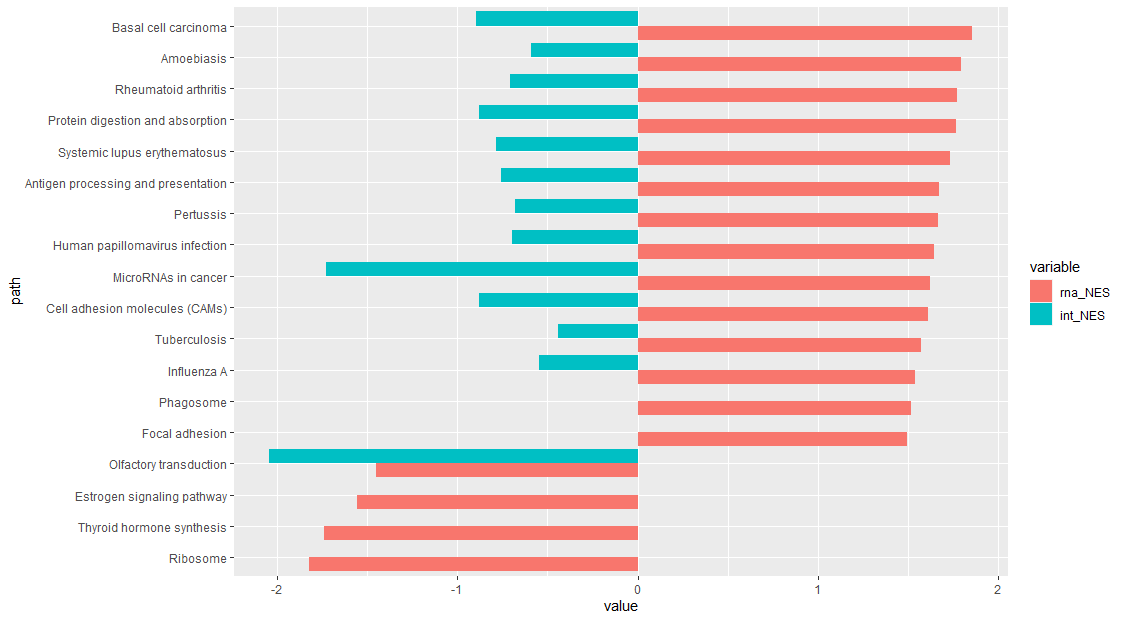 Basal cell carcinoma
Amoebiasis
Rheumatoid arthritis
Protein digestion and absorption
Systemic lupus erythematosus
Antigen processing and presentation
Pertussis
Human papillomavirus infection
MicroRNAs in cancer
Cell adhesion molecules (CAMs)
Tuberculosis
Influenza A
Phagosome
Focal adhesion
Olfactory transduction
Estrogen signaling pathway
Thyroid hormone synthesis
Ribosome
path
-2 -1 0 1 2
value
variable
rna_NES
int_NES